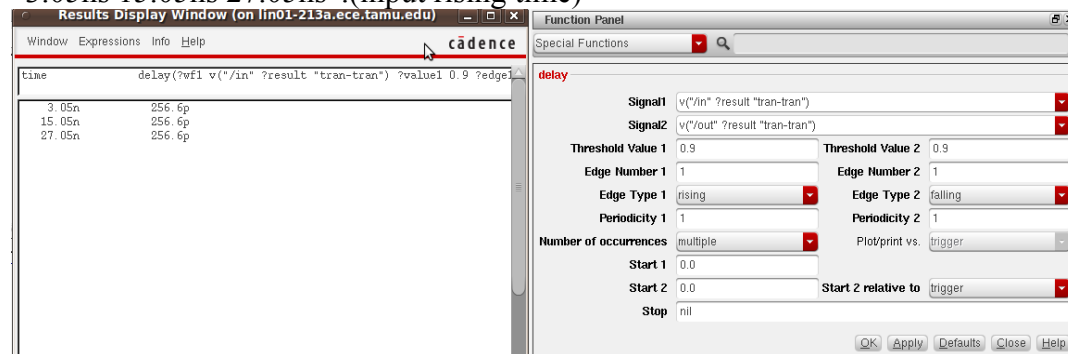 3.05ns 15.05ns 27.05ns :(input rising time)
Results Display Window (on lin01-213a.ece.tamu.edu)
Window Expressions Info Help
cādence
time delay(?wf1 v("/in" ?result "tran-tran") ?value1 0.9 ?edge1
3.05n 256.6p
15.05n 256.6p
27.05n 256.6p
Function Panel
Special Functions
delay
Signal1 v("/in" ?result "tran-tran")
Signal2 v("/out" ?result "tran-tran")
Threshold Value 1 0.9 Threshold Value 2 0.9
Edge Number 1 1 Edge Number 2 1
Edge Type 1 rising Edge Type 2 falling
Periodicity 1 1 Periodicity 2 1
Number of occurrences multiple Plot/print vs. trigger
Start 1 0.0
Start 2 0.0 Start 2 relative to trigger
Stop nil
OK Apply Defaults Close Help